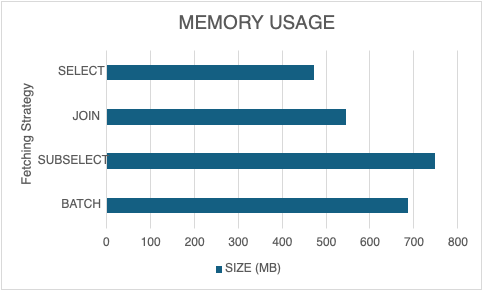 MEMORY USAGE
Fetching Strategy
SELECT
JOIN
SUBSELECT
BATCH
0 100 200 300 400 500 600 700 800
SIZE (MB)